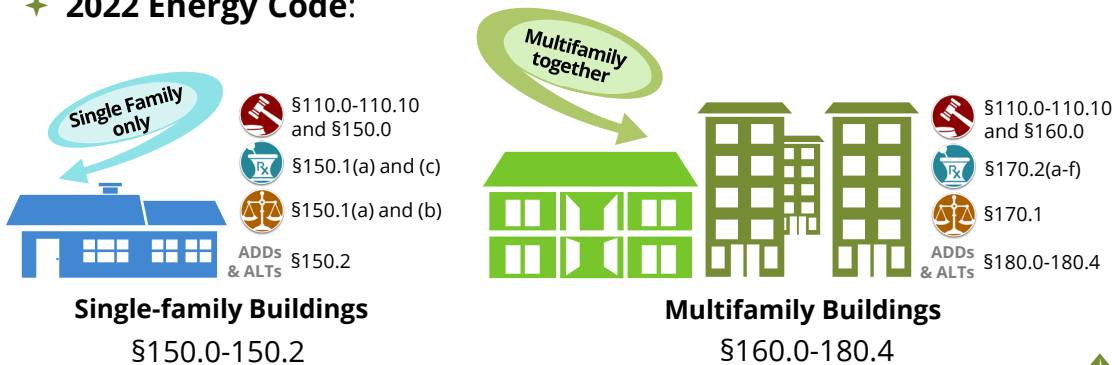 2022 Energy Code:
Single Family
only
§110.0-110.10
and §150.0
Rx
§150.1(a) and (c)
§150.1(a) and (b)
ADDs
& ALTs
§150.2
Single-family Buildings
§150.0-150.2
Multifamily
together
§110.0-110.10
and §160.0
Rx
§170.2(a-f)
§170.1
ADDs
& ALTs
§180.0-180.4
Multifamily Buildings
§160.0-180.4